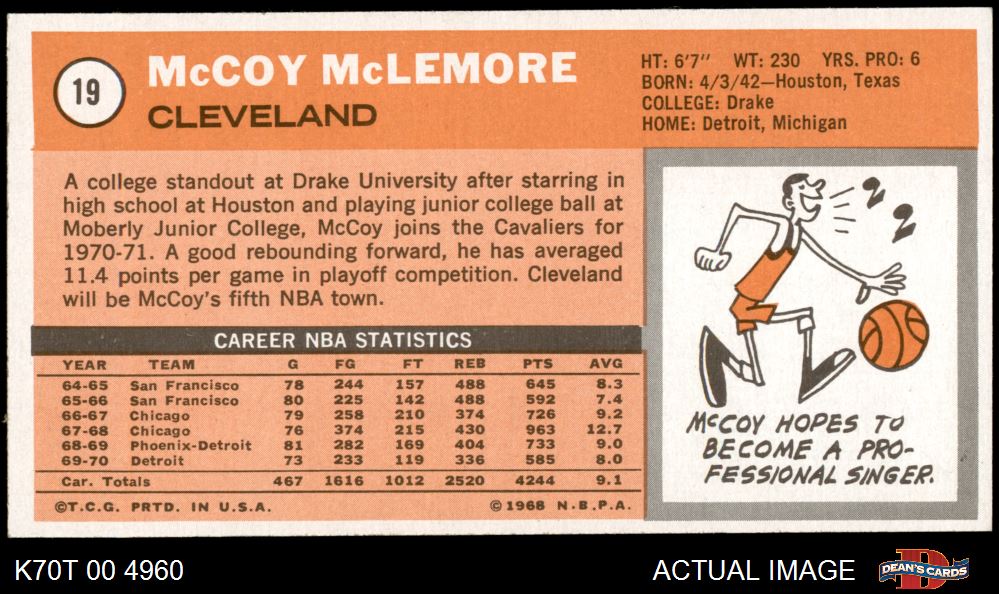 19
McCOY McLEMORE
CLEVELAND
HT: 6'7" WT: 230 YRS. PRO: 6
BORN: 4/3/42—Houston, Texas
COLLEGE: Drake
HOME: Detroit, Michigan
A college standout at Drake University after starring in
high school at Houston and playing junior college ball at
Moberly Junior College, McCoy joins the Cavaliers for
1970-71. A good rebounding forward, he has averaged
11.4 points per game in playoff competition. Cleveland
will be McCoy's fifth NBA town.
CAREER NBA STATISTICS
YEAR TEAM G FG FT REB PTS AVG
64-65 San Francisco 78 244 157 488 645 8.3
65-66 San Francisco 80 225 142 488 592 7.4
66-67 Chicago 79 258 210 374 726 9.2
67-68 Chicago 76 374 215 430 963 12.7
68-69 Phoenix-Detroit 81 282 169 404 733 9.0
69-70 Detroit 73 233 119 336 585 8.0
Car. Totals 467 1616 1012 2520 4244 9.1
©T.C.G. PRTD. IN U.S.A. ©1968 N.B.P.A.
McCOY HOPES TO
BECOME A PRO-
FESSIONAL SINGER.
K70T 00 4960
ACTUAL IMAGE
D
DEAN'S CARDS